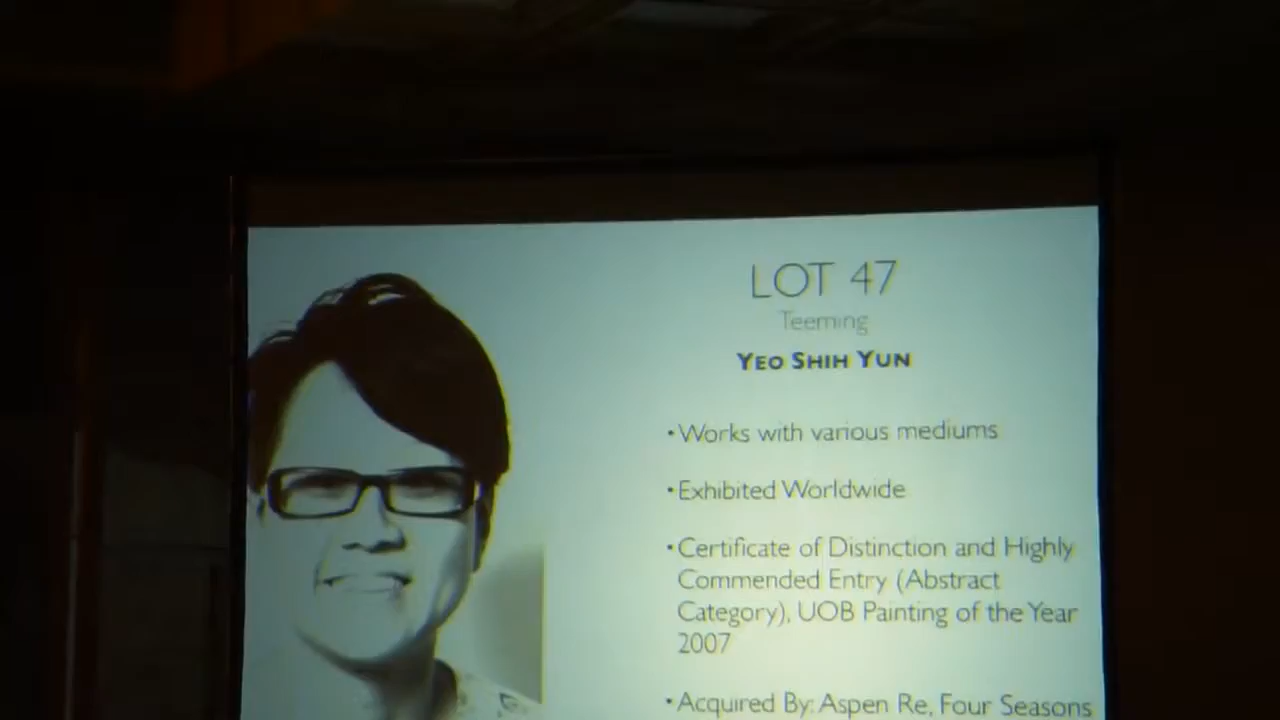 LOT 47
Teeming
YEO SHIH YUN
•Works with various mediums
•Exhibited Worldwide
•Certificate of Distinction and Highly
Commended Entry (Abstract
Category), UOB Painting of the Year
2007
•Acquired By: Aspen Re, Four Seasons